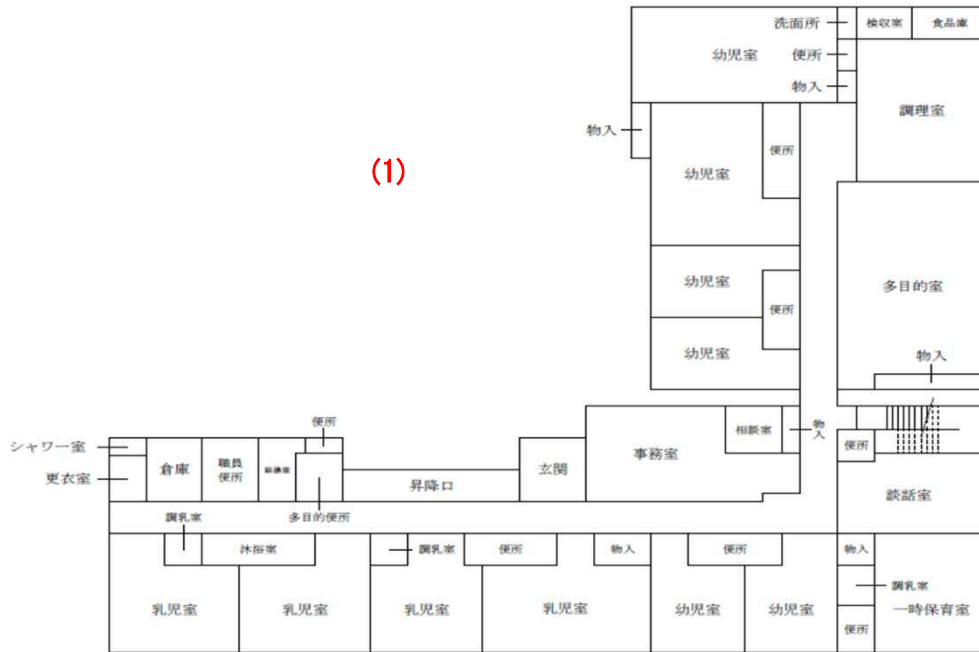 洗面所
検収室
食品庫
幼児室
便所
物入
調理室
物入
便所
(1)
幼児室
幼児室
便所
多目的室
幼児室
物入
便所
シャワー室
相談室
物入
便所
更衣室
倉庫
職員
便所
玄関
事務室
昇降口
談話室
調乳室
多目的便所
沐浴室
調乳室
便所
物入
便所
物入
調乳室
乳児室
乳児室
乳児室
乳児室
幼児室
幼児室
一時保育室
便所